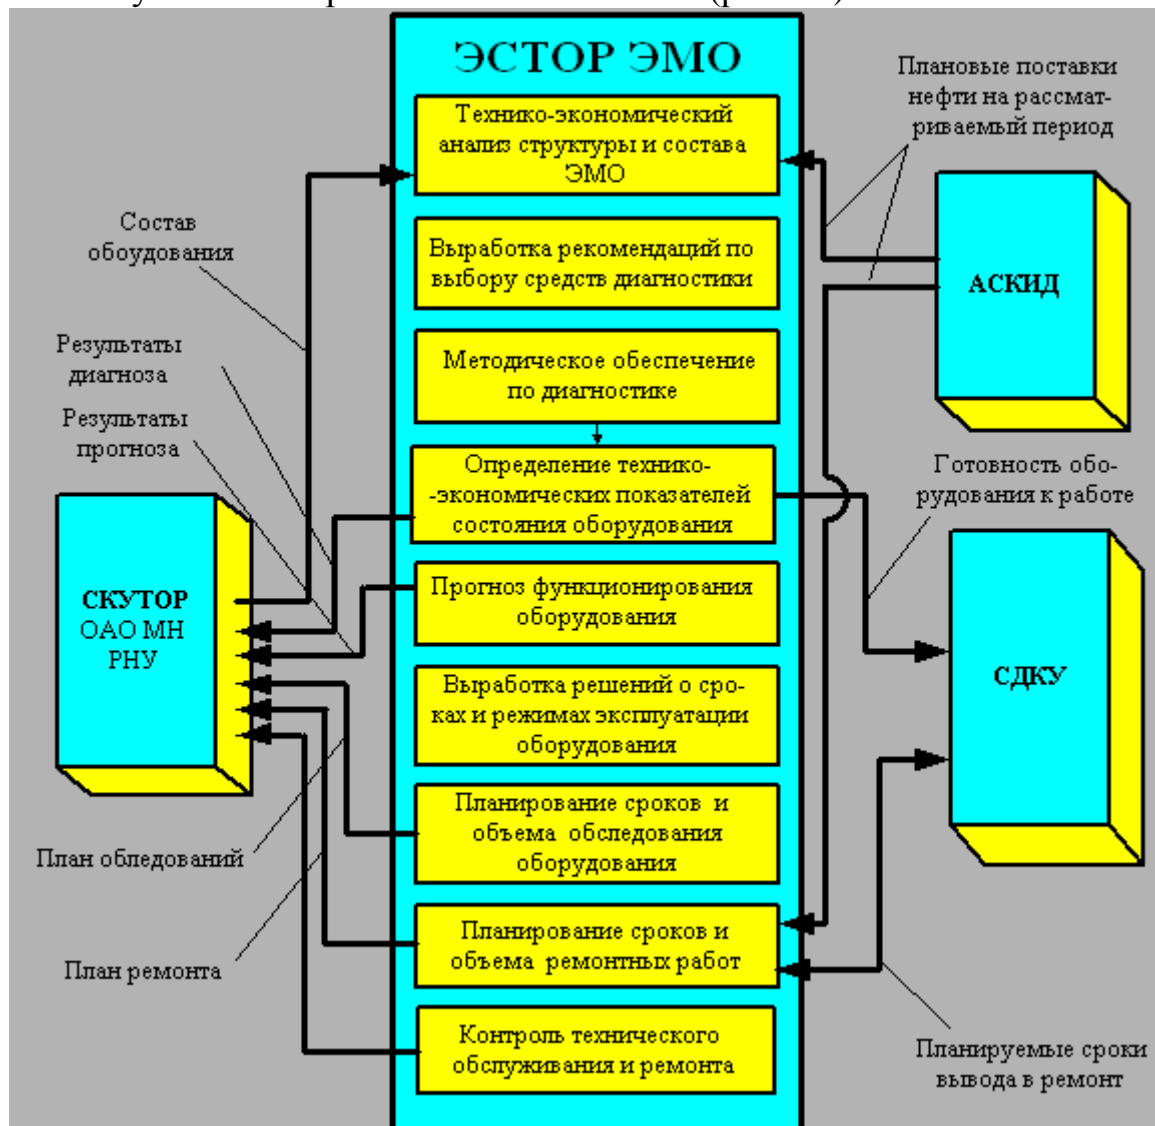 ЭСТОР ЭМО
Технико-экономический
анализ структуры и состава
ЭМО
Выработка рекомендаций по
выбору средств диагностики
Методическое обеспечение
по диагностике
Определение технико-
-экономических показателей
состояния оборудования
Прогноз функционирования
оборудования
Выработка решений о сро-
ках и режимах эксплуатации
оборудования
Планирование сроков и
объема обследования
оборудования
Планирование сроков и
объема ремонтных работ
Контроль технического
обслуживания и ремонта
Состав
обоудования
Результаты
диагноза
Результаты
прогноза
СКУТОР
ОАО МН
РНУ
План обледований
План ремонта
Плановые поставки
нефти на рассмат-
риваемый период
АСКИД
Готовность обо-
рудования к работе
СДКУ
Планируемые сроки
вывода в ремонт